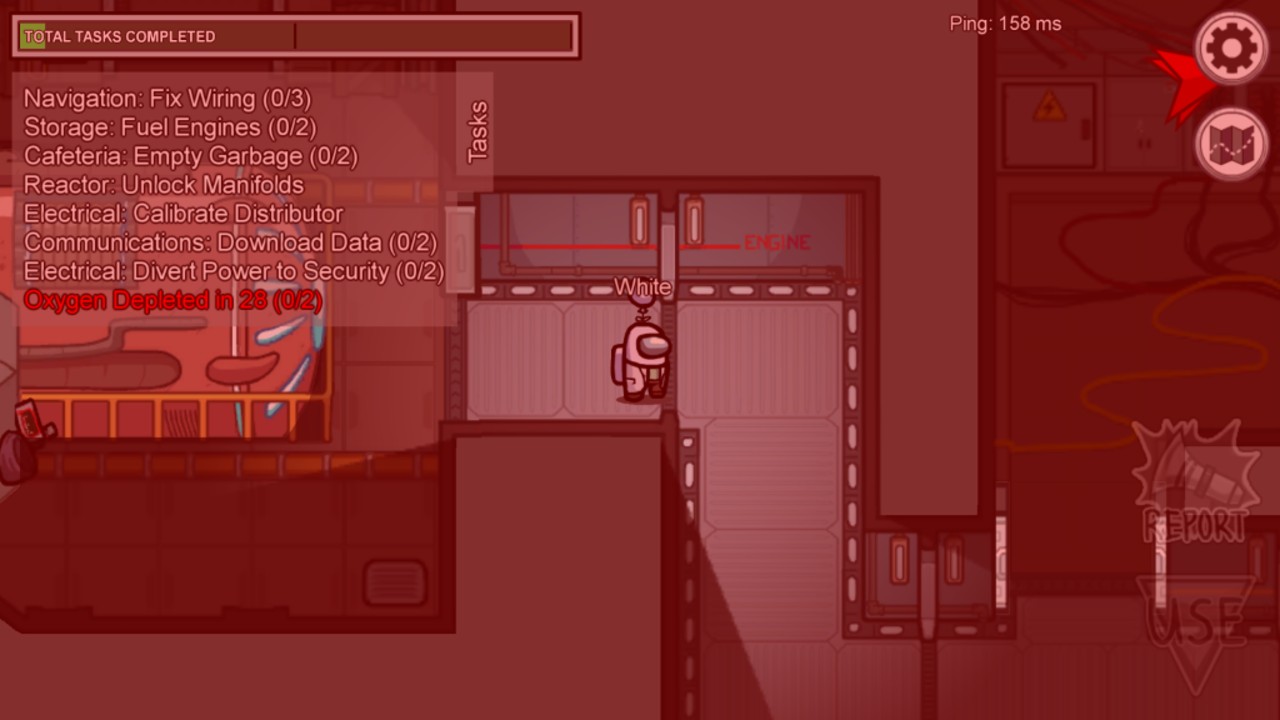 TOTAL TASKS COMPLETED
Ping: 158 ms
Navigation: Fix Wiring (0/3)
Storage: Fuel Engines (0/2)
Cafeteria: Empty Garbage (0/2)
Reactor: Unlock Manifolds
Electrical: Calibrate Distributor
Communications: Download Data (0/2)
Electrical: Divert Power to Security (0/2)
Oxygen Depleted in 28 (0/2)
Tasks
ENGINE
White
REPORT
USE